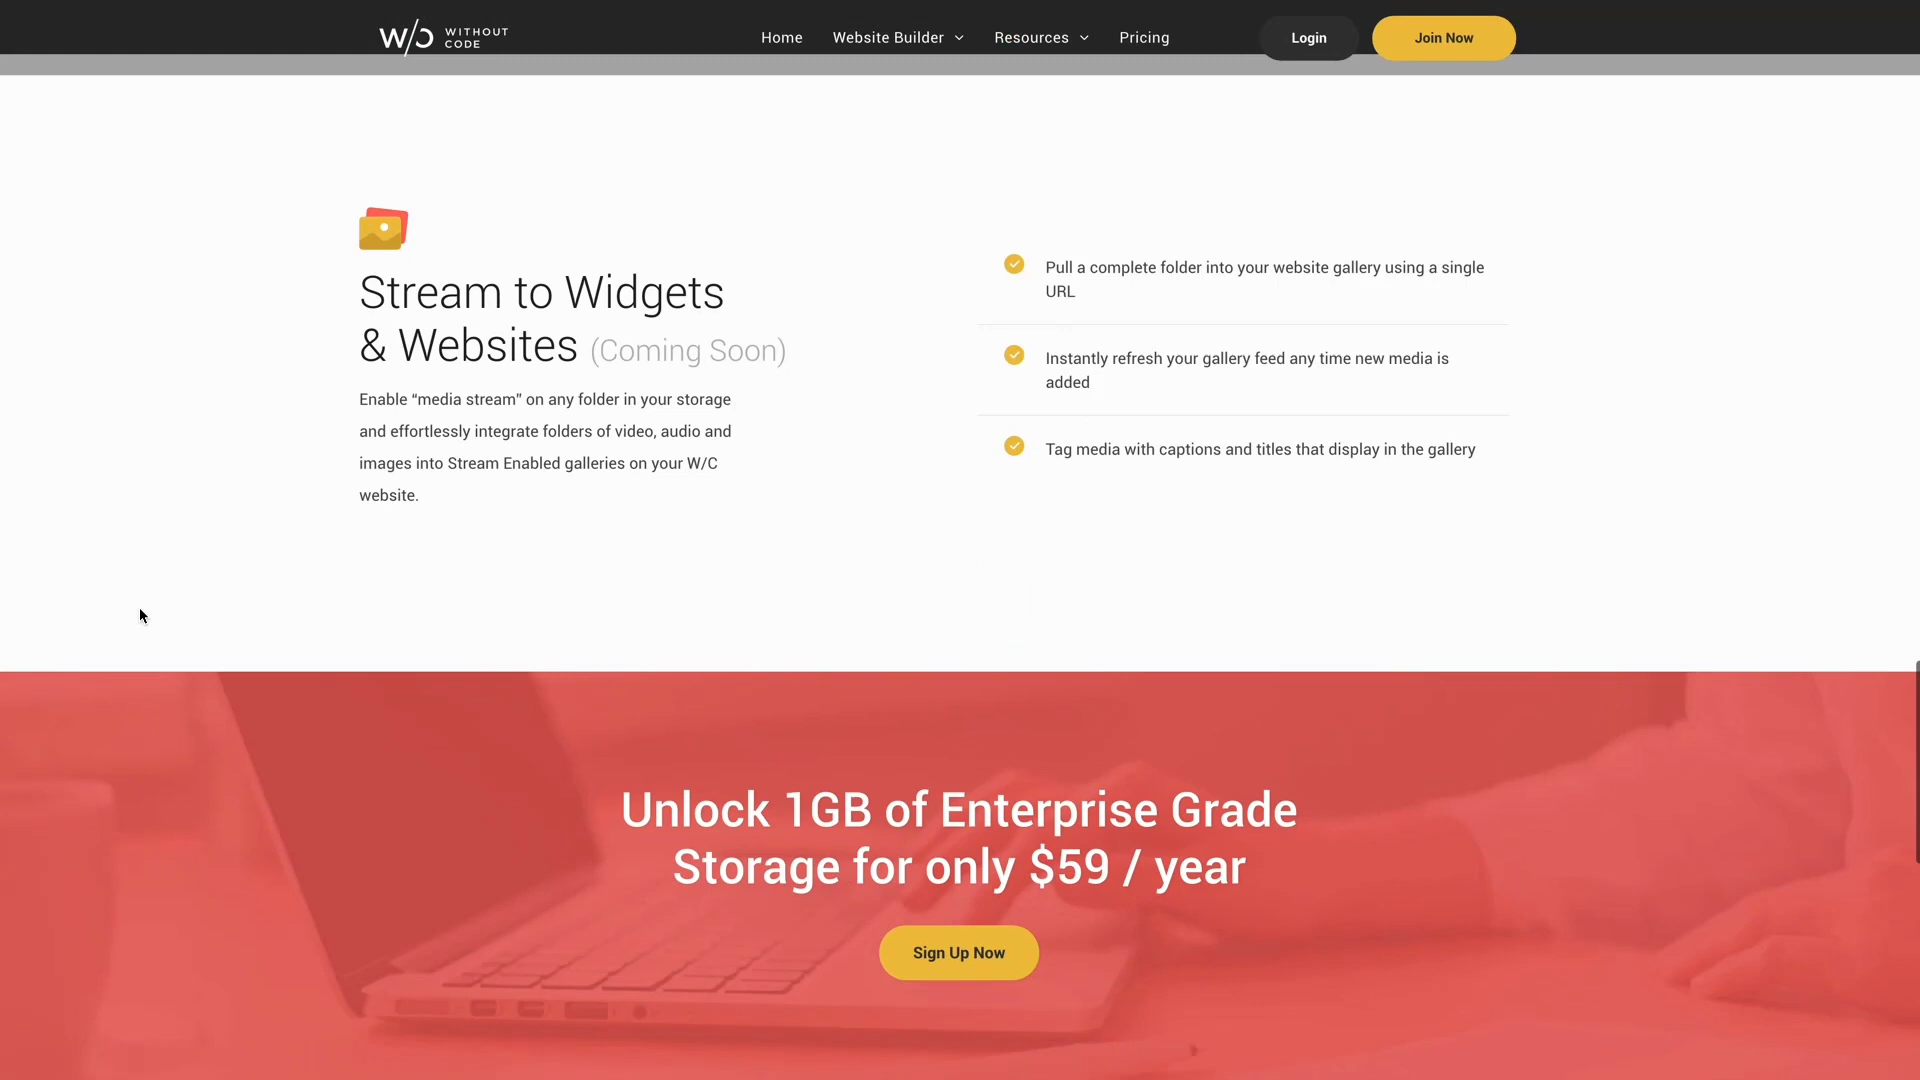 W/C WITHOUT CODE
Home
Website Builder
Resources
Pricing
Login
Join Now
Stream to Widgets
& Websites (Coming Soon)
Enable “media stream” on any folder in your storage
and effortlessly integrate folders of video, audio and
images into Stream Enabled galleries on your W/C
website.
Pull a complete folder into your website gallery using a single
URL
Instantly refresh your gallery feed any time new media is
added
Tag media with captions and titles that display in the gallery
Unlock 1GB of Enterprise Grade
Storage for only $59 / year
Sign Up Now